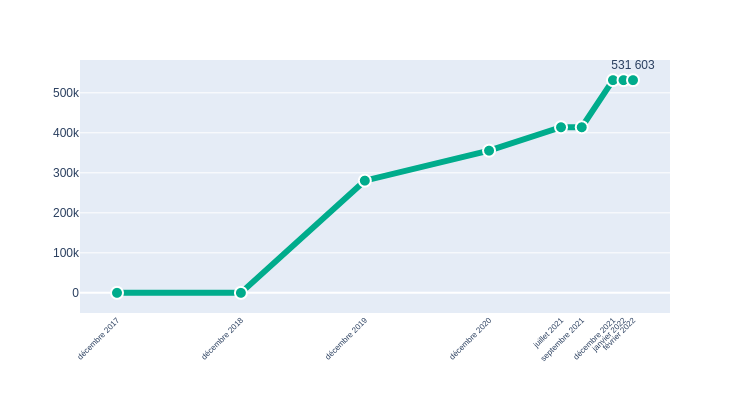 531 603
500k
400k
300k
200k
100k
0
décembre 2017
décembre 2018
décembre 2019
décembre 2020
juillet 2021
septembre 2021
décembre 2021
janvier 2022
février 2022